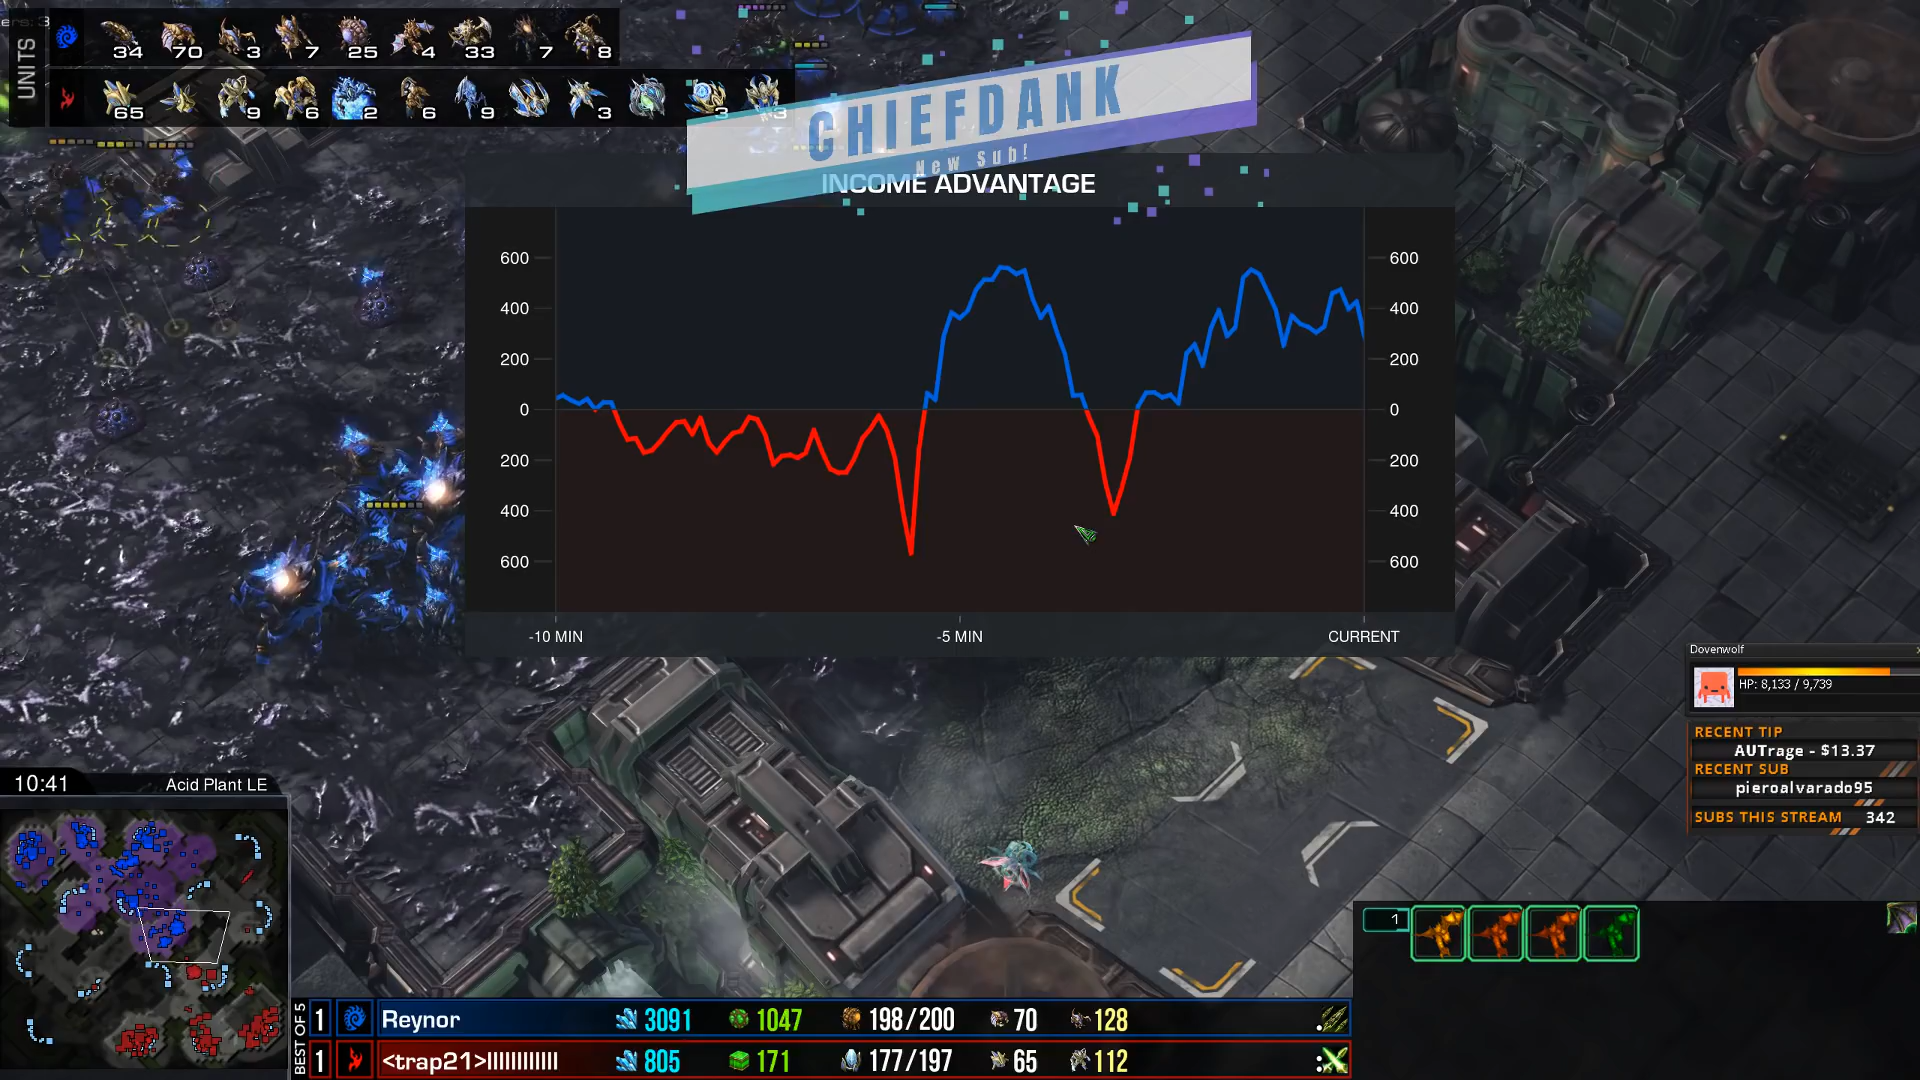 ers: 3
UNITS
34 70 3 7 25 4 33 7 8
65 9 6 2 6 9 3 3 3
CHIEFDANK
New Sub!
INCOME ADVANTAGE
600 600
400 400
200 200
0 0
200 200
400 400
600 600
-10 MIN -5 MIN CURRENT
Dovenwolf
HP: 8,133 / 9,739
RECENT TIP
AUTrage - $13.37
RECENT SUB
pieroalvarado95
SUBS THIS STREAM 342
10:41 Acid Plant LE
1
BEST OF 5
1 Reynor 3091 1047 198/200 70 128
1 <trap21>llllllllllll 805 171 177/197 65 112